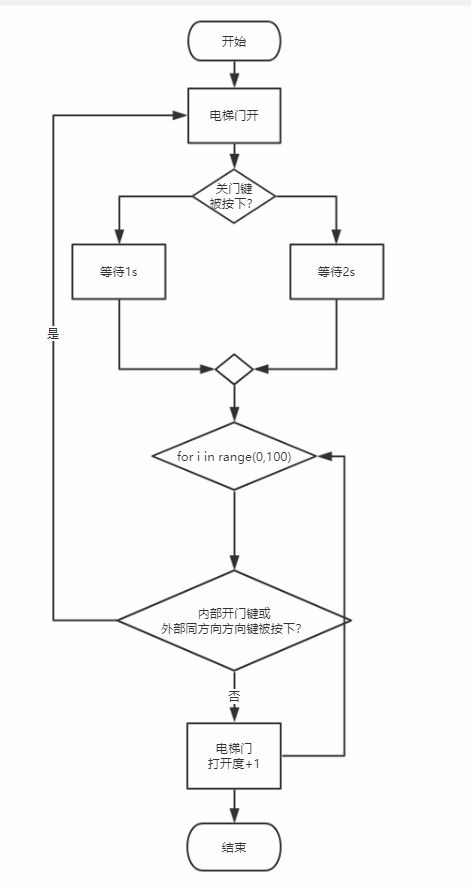 开始
电梯门开
关门键
被按下?
等待1s
等待2s
是
for i in range(0,100)
内部开门键或
外部同方向方向键被按下?
否
电梯门
打开度+1
结束